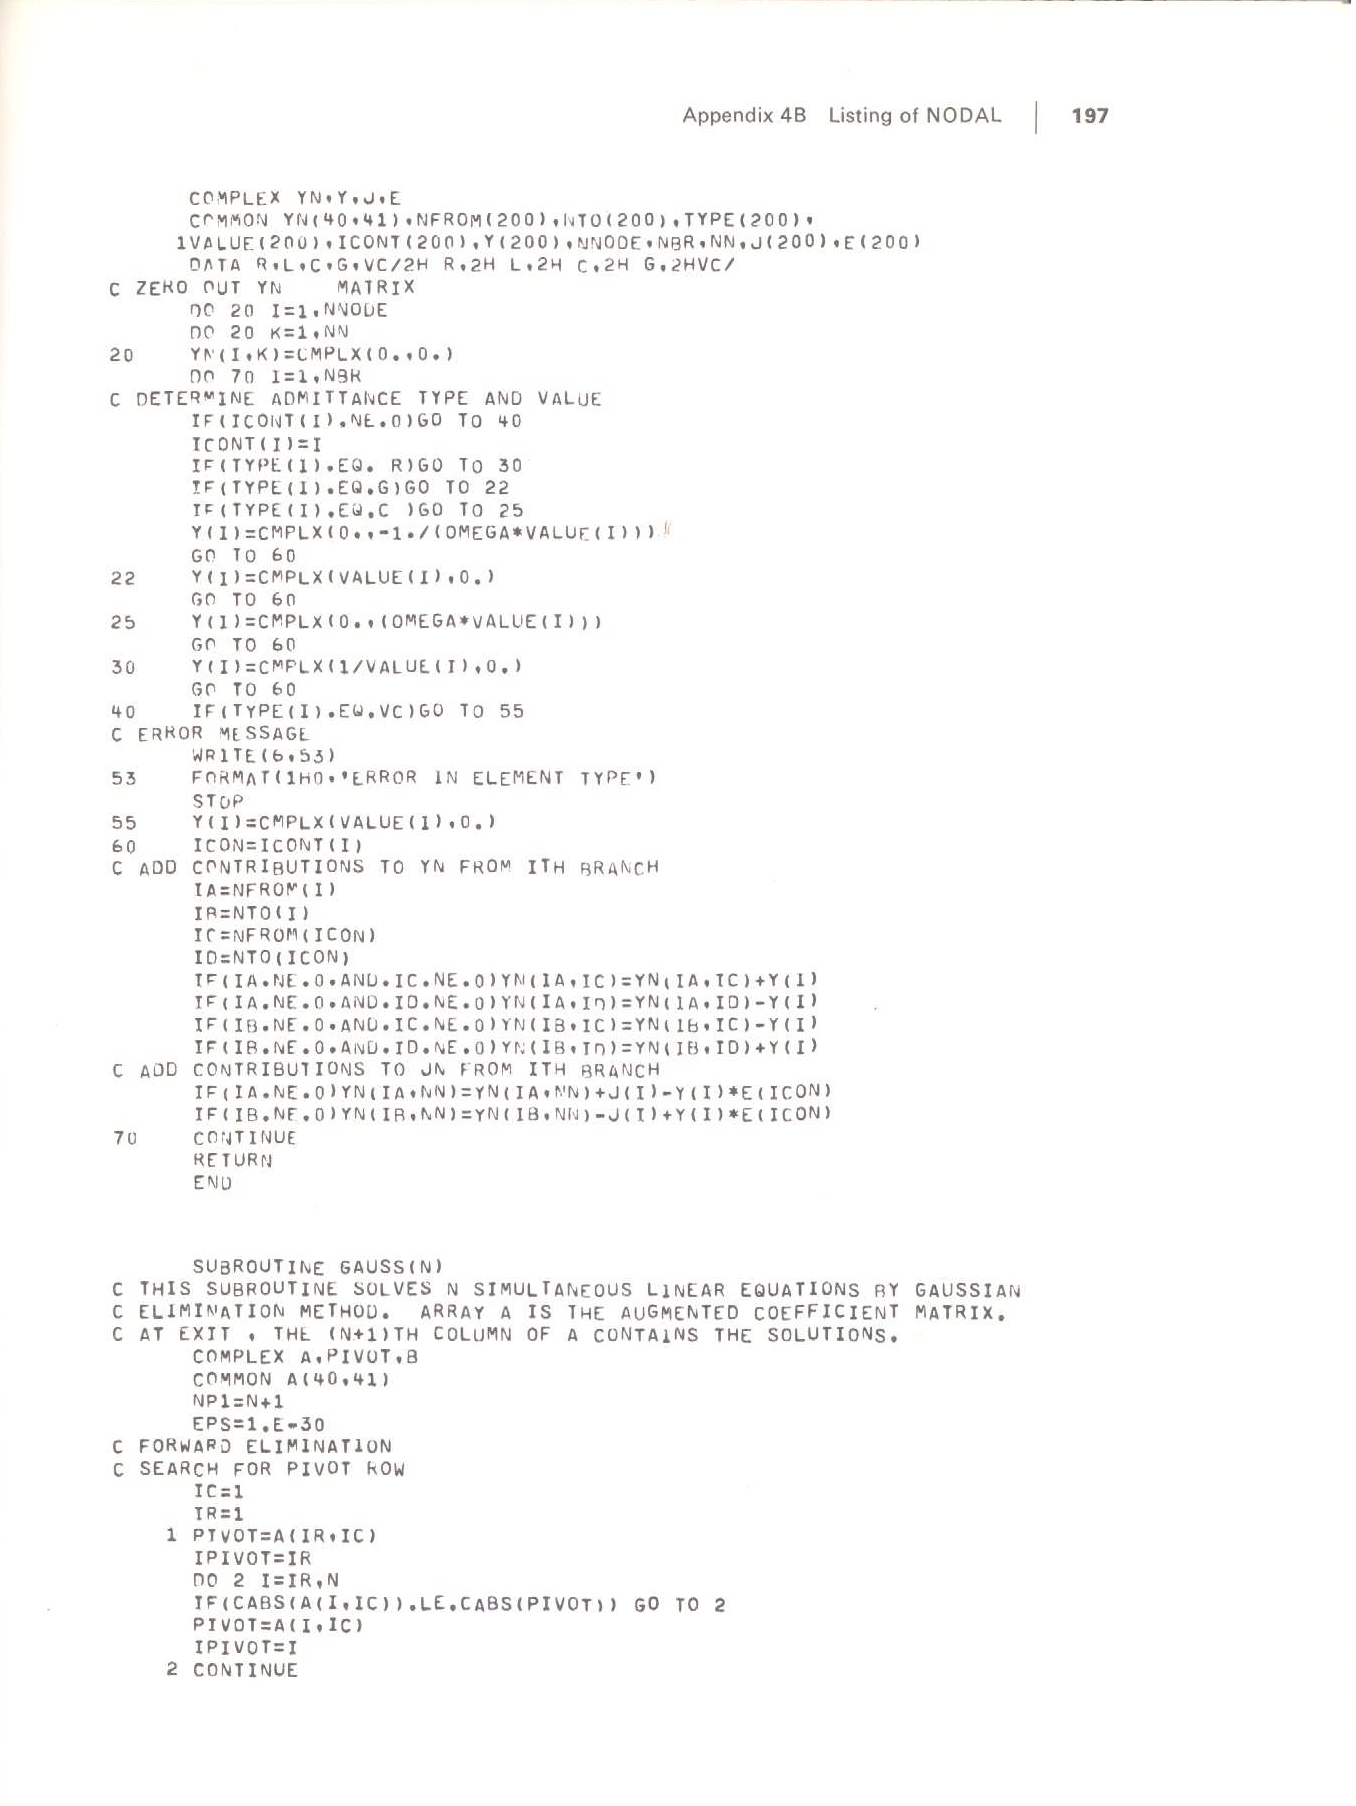 Appendix 4B Listing of NODAL | 197
COMPLEX YN,Y,J,E
COMMON YN(40,41),NFROM(200),NTO(200),TYPE(200),
1VALUE(200),ICONT(200),Y(200),NNODE,NBR,NN,J(200),E(200)
DATA R,L,C,G,VC/2H R,2H L,2H C,2H G,2HVC/
C ZERO OUT YN    MATRIX
DO 20 I=1,NNODE
DO 20 K=1,NN
20 YN(I,K)=CMPLX(0.,0.)
DO 70 I=1,NBR
C DETERMINE ADMITTANCE TYPE AND VALUE
IF(ICONT(I).NE.0)GO TO 40
ICONT(I)=I
IF(TYPE(I).EQ. R)GO TO 30
IF(TYPE(I).EQ.G)GO TO 22
IF(TYPE(I).EQ.C )GO TO 25
Y(I)=CMPLX(0.,-1./(OMEGA*VALUE(I)))
GO TO 60
22 Y(I)=CMPLX(VALUE(I),0.)
GO TO 60
25 Y(I)=CMPLX(0.,(OMEGA*VALUE(I)))
GO TO 60
30 Y(I)=CMPLX(1/VALUE(I),0.)
GO TO 60
40 IF(TYPE(I).EQ.VC)GO TO 55
C ERROR MESSAGE
WRITE(6,53)
53 FORMAT(1H0,'ERROR IN ELEMENT TYPE')
STOP
55 Y(I)=CMPLX(VALUE(I),0.)
60 ICON=ICONT(I)
C ADD CONTRIBUTIONS TO YN FROM ITH BRANCH
IA=NFROM(I)
IB=NTO(I)
IC=NFROM(ICON)
ID=NTO(ICON)
IF(IA.NE.0.AND.IC.NE.0)YN(IA,IC)=YN(IA,IC)+Y(I)
IF(IA.NE.0.AND.ID.NE.0)YN(IA,ID)=YN(IA,ID)-Y(I)
IF(IB.NE.0.AND.IC.NE.0)YN(IB,IC)=YN(IB,IC)-Y(I)
IF(IB.NE.0.AND.ID.NE.0)YN(IB,ID)=YN(IB,ID)+Y(I)
C ADD CONTRIBUTIONS TO JN FROM ITH BRANCH
IF(IA.NE.0)YN(IA,NN)=YN(IA,NN)+J(I)-Y(I)*E(ICON)
IF(IB.NE.0)YN(IB,NN)=YN(IB,NN)-J(I)+Y(I)*E(ICON)
70 CONTINUE
RETURN
END
SUBROUTINE GAUSS(N)
C THIS SUBROUTINE SOLVES N SIMULTANEOUS LINEAR EQUATIONS BY GAUSSIAN
C ELIMINATION METHOD.  ARRAY A IS THE AUGMENTED COEFFICIENT MATRIX.
C AT EXIT , THE (N+1)TH COLUMN OF A CONTAINS THE SOLUTIONS.
COMPLEX A,PIVOT,B
COMMON A(40,41)
NP1=N+1
EPS=1.E-30
C FORWARD ELIMINATION
C SEARCH FOR PIVOT ROW
IC=1
IR=1
1 PIVOT=A(IR,IC)
IPIVOT=IR
DO 2 I=IR,N
IF(CABS(A(I,IC)).LE.CABS(PIVOT)) GO TO 2
PIVOT=A(I,IC)
IPIVOT=I
2 CONTINUE